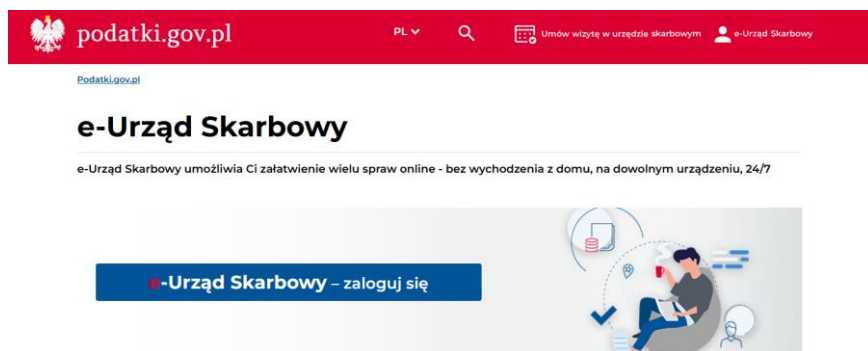 podatki.gov.pl
PL
Umów wizytę w urzędzie skarbowym
e-Urząd Skarbowy
Podatki.gov.pl
e-Urząd Skarbowy
e-Urząd Skarbowy umożliwia Ci załatwienie wielu spraw online - bez wychodzenia z domu, na dowolnym urządzeniu, 24/7
e-Urząd Skarbowy – zaloguj się